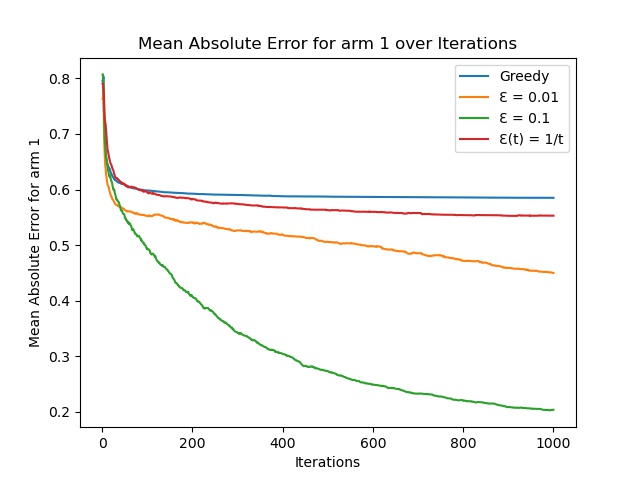 Mean Absolute Error for arm 1 over Iterations
Mean Absolute Error for arm 1
0.8
0.7
0.6
0.5
0.4
0.3
0.2
Greedy
Ɛ = 0.01
Ɛ = 0.1
Ɛ(t) = 1/t
0 200 400 600 800 1000
Iterations